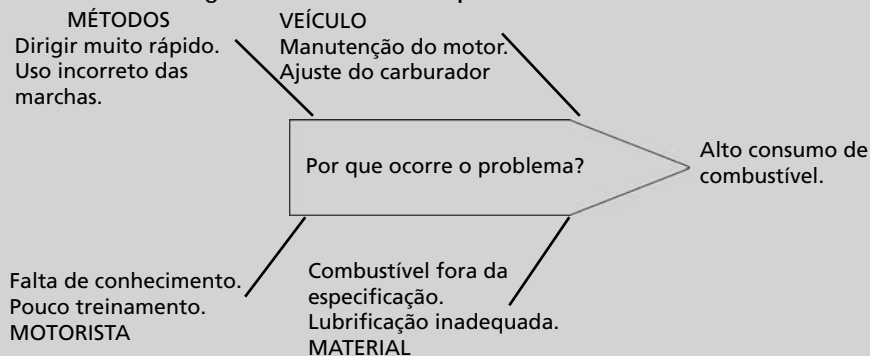 MÉTODOS
Dirigir muito rápido.
Uso incorreto das
marchas.
VEÍCULO
Manutenção do motor.
Ajuste do carburador
Por que ocorre o problema?
Alto consumo de
combustível.
Falta de conhecimento.
Pouco treinamento.
MOTORISTA
Combustível fora da
especificação.
Lubrificação inadequada.
MATERIAL